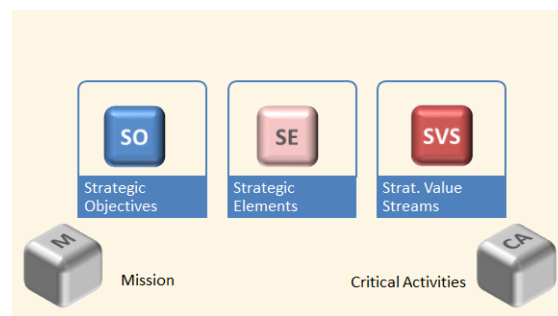 SO
SE
SVS
Strategic
Objectives
Strategic
Elements
Strat. Value
Streams
M
Mission
Critical Activities
CA